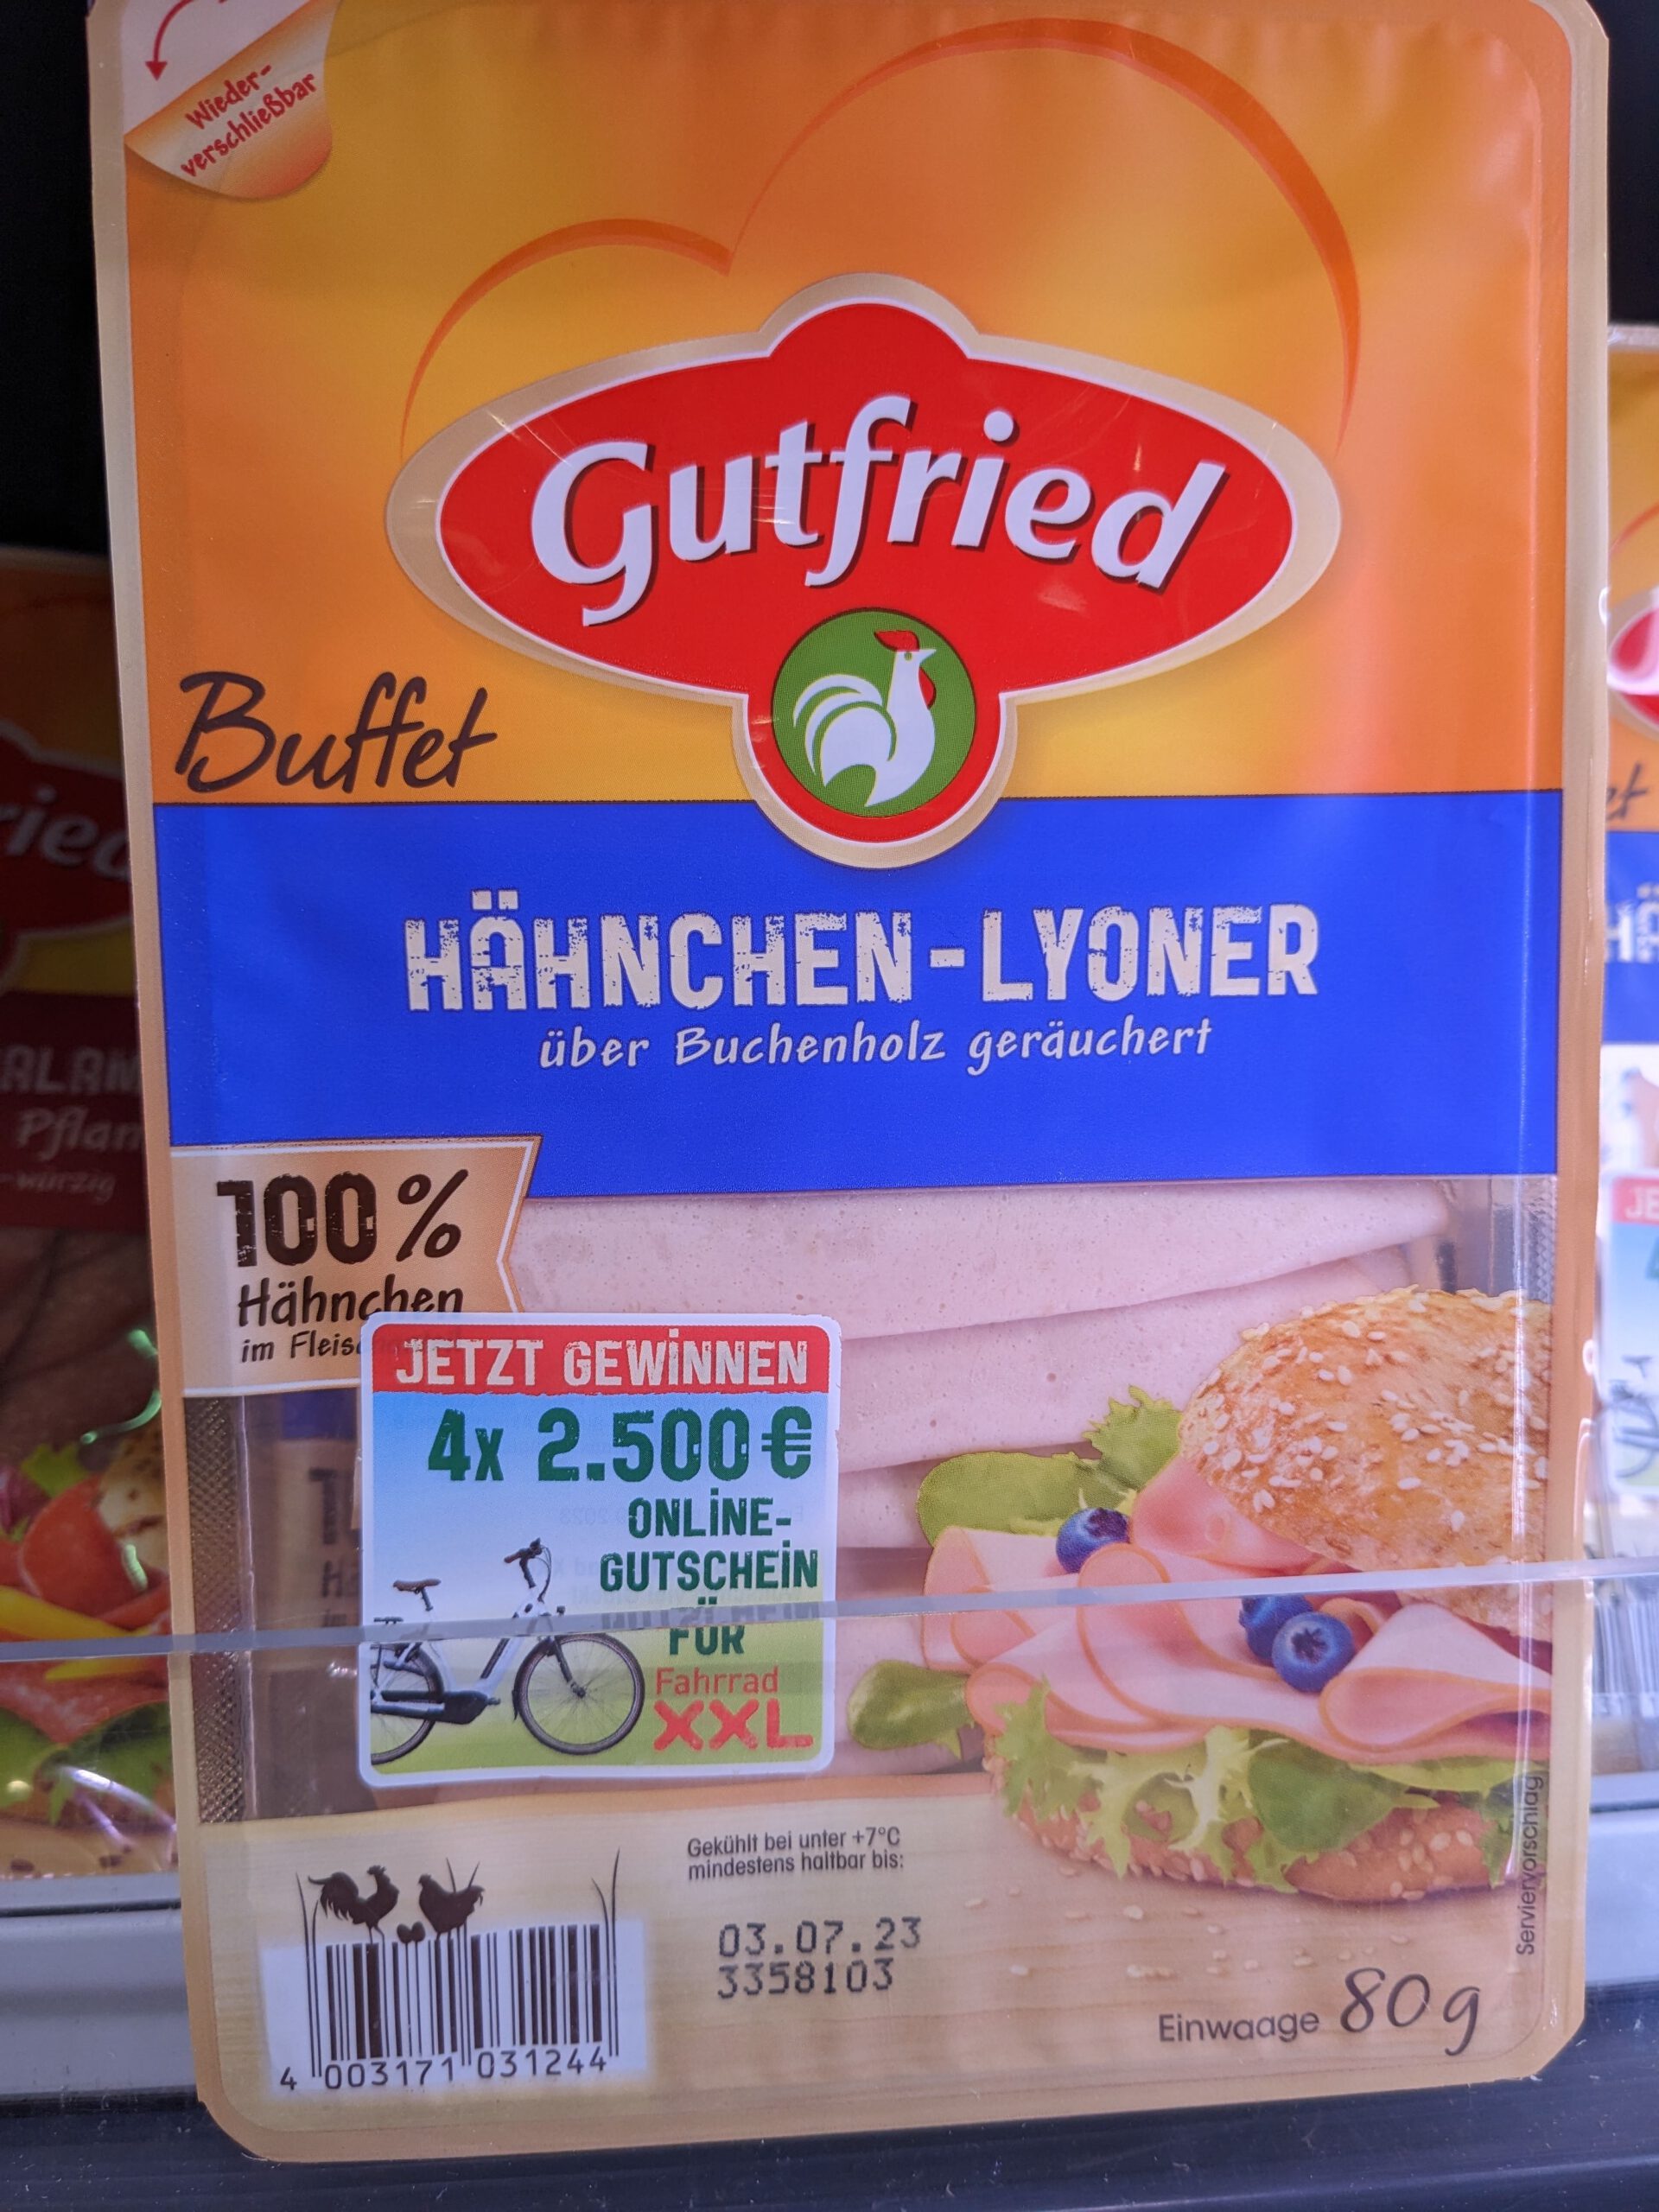 Wieder-
verschließbar
Gutfried
Buffet
HÄHNCHEN-LYONER
über Buchenholz geräuchert
100%
Hähnchen
im
JETZT GEWINNEN
4x 2.500€
ONLINE-
GUTSCHEIN
FÜR
Fahrrad
XXL
Gekühlt bei unter +7°C
mindestens haltbar bis:
03.07.23
3358103
Serviervorschlag
Einwaage 80g
4 003171 031244